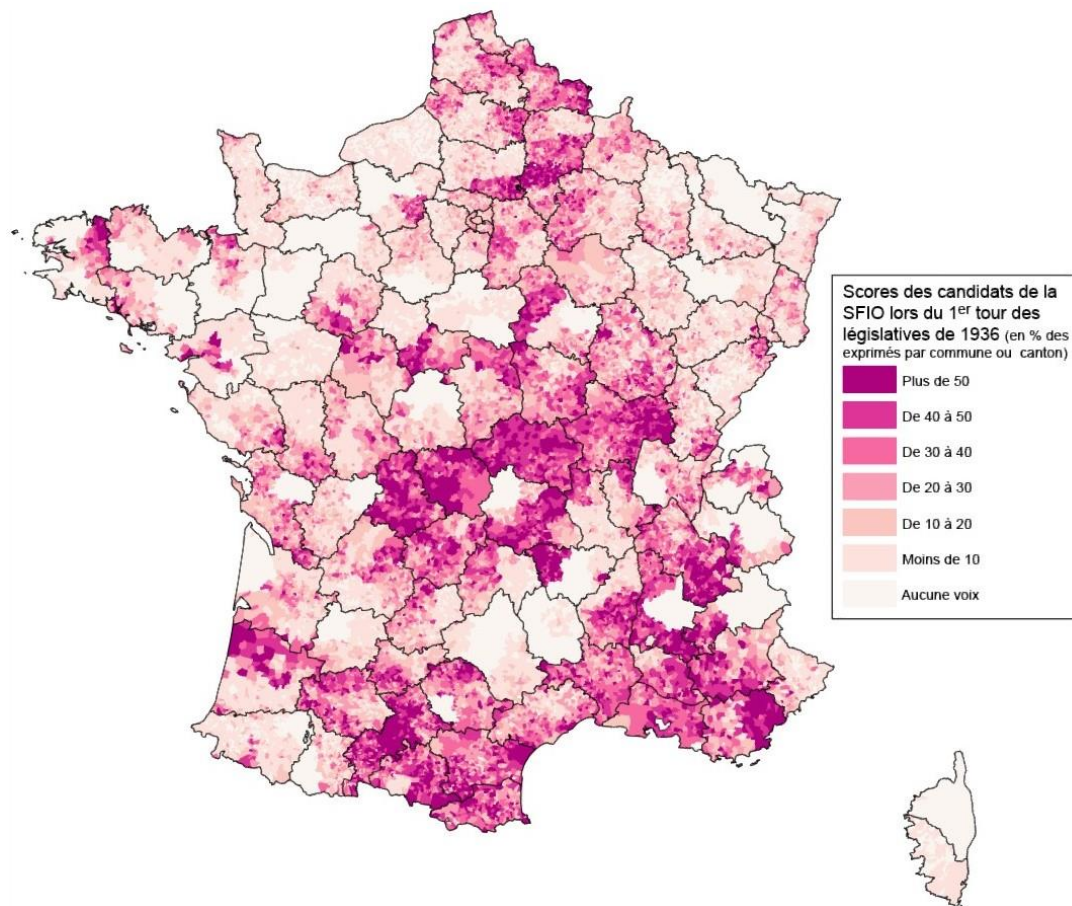 Scores des candidats de la
SFIO lors du 1er tour des
législatives de 1936 (en % des
exprimés par commune ou canton)
Plus de 50
De 40 à 50
De 30 à 40
De 20 à 30
De 10 à 20
Moins de 10
Aucune voix